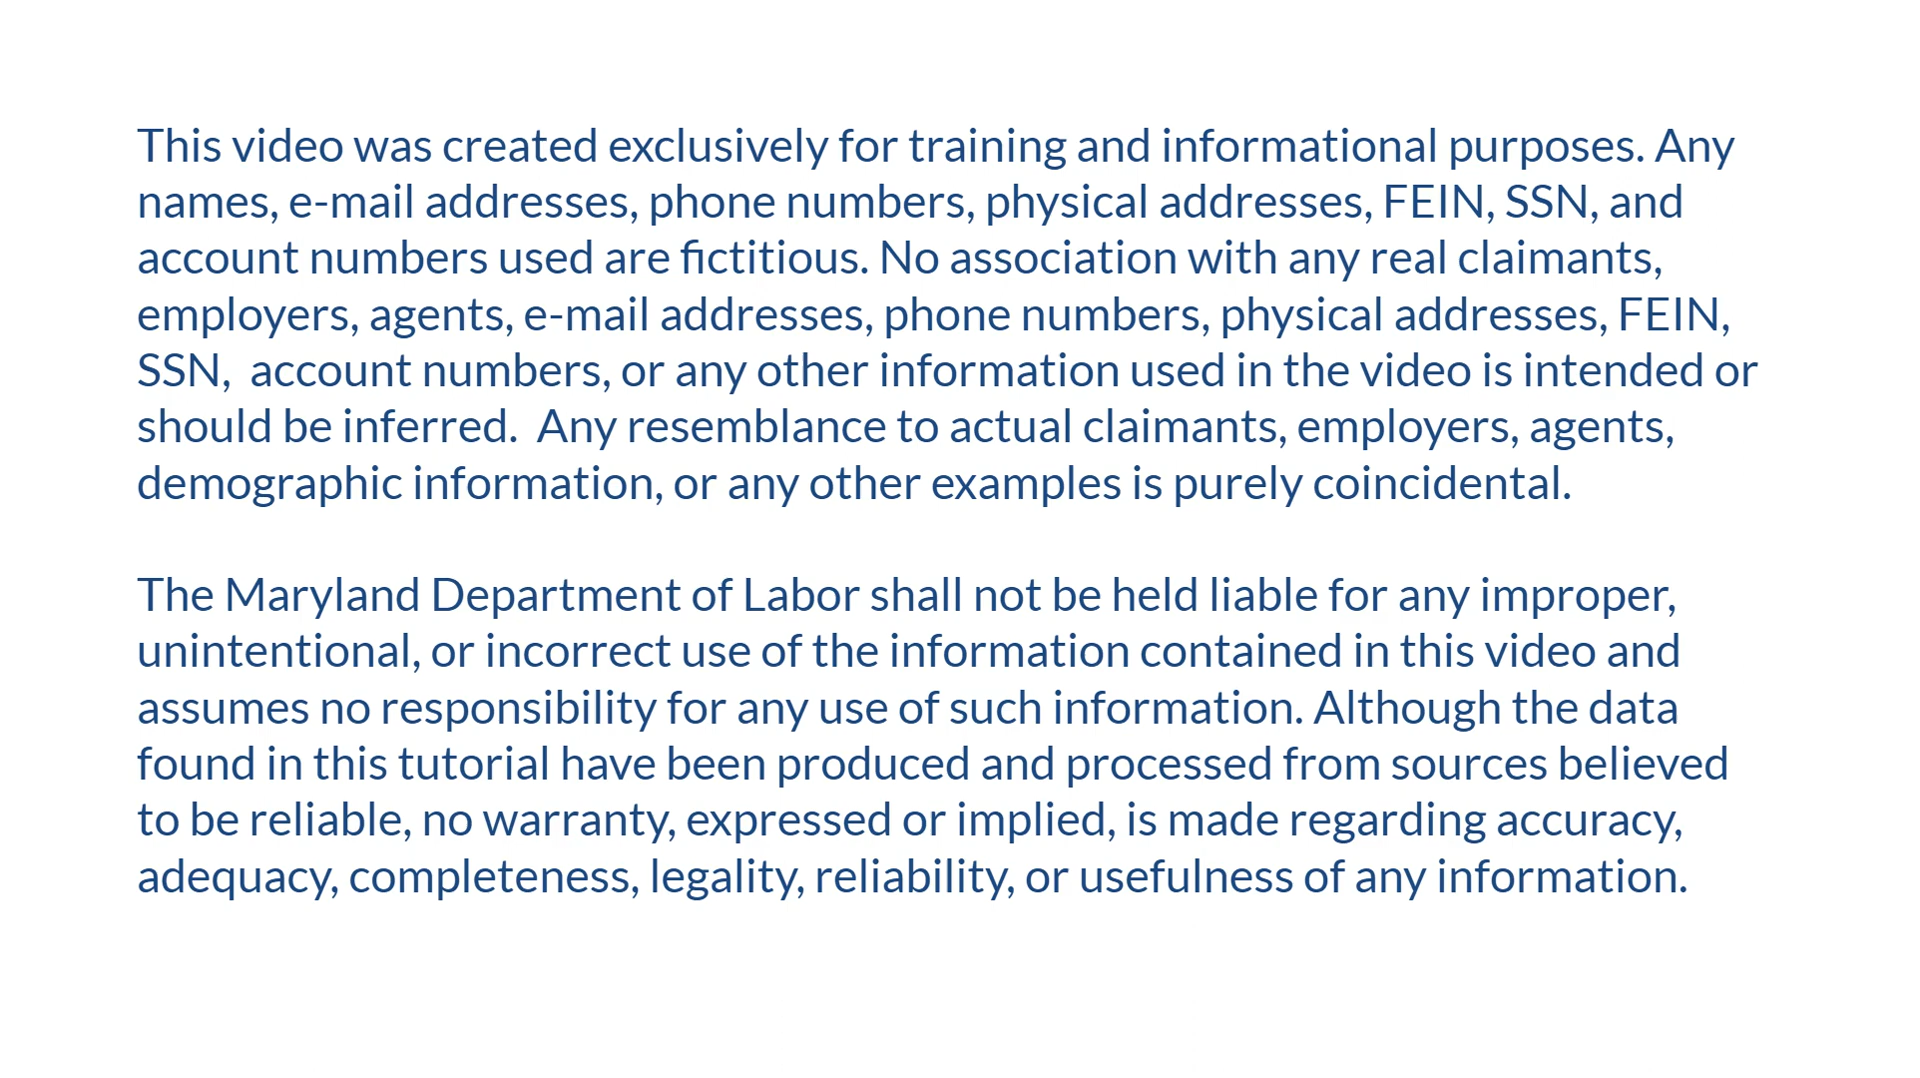 This video was created exclusively for training and informational purposes. Any
names, e-mail addresses, phone numbers, physical addresses, FEIN, SSN, and
account numbers used are fictitious. No association with any real claimants,
employers, agents, e-mail addresses, phone numbers, physical addresses, FEIN,
SSN,  account numbers, or any other information used in the video is intended or
should be inferred.  Any resemblance to actual claimants, employers, agents,
demographic information, or any other examples is purely coincidental.

The Maryland Department of Labor shall not be held liable for any improper,
unintentional, or incorrect use of the information contained in this video and
assumes no responsibility for any use of such information. Although the data
found in this tutorial have been produced and processed from sources believed
to be reliable, no warranty, expressed or implied, is made regarding accuracy,
adequacy, completeness, legality, reliability, or usefulness of any information.